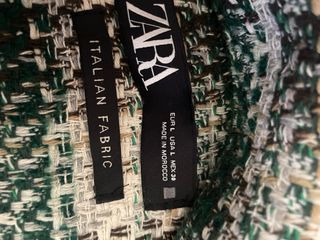 ZARA
ITALIAN FABRIC
EUR L USA L MEX 30
MADE IN MOROCCO